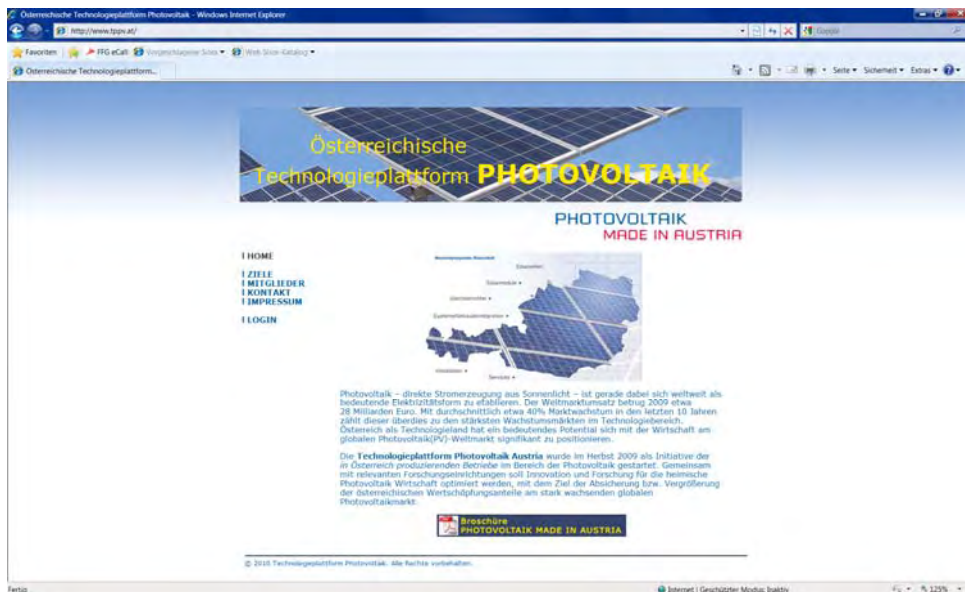 Österreichische Technologieplattform Photovoltaik - Windows Internet Explorer
http://www.tppv.at/
Google
Favoriten
FFG eCall
Vorgeschlagene Sites
Web Slice-Katalog
Österreichische Technologieplattform...
Seite
Sicherheit
Extras
Österreichische
Technologieplattform PHOTOVOLTAIK
PHOTOVOLTAIK
MADE IN AUSTRIA
I HOME
I ZIELE
I MITGLIEDER
I KONTAKT
I IMPRESSUM
I LOGIN
Photovoltaik – direkte Stromerzeugung aus Sonnenlicht – ist gerade dabei sich weltweit als
bedeutende Elektrizitätsform zu etablieren. Der Weltmarktumsatz betrug 2009 etwa
28 Milliarden Euro. Mit durchschnittlich etwa 40% Marktwachstum in den letzten 10 Jahren
zählt dieser überdies zu den stärksten Wachstumsmärkten im Technologiebereich.
Österreich als Technologieland hat ein bedeutendes Potential sich mit der Wirtschaft am
globalen Photovoltaik(PV)-Weltmarkt signifikant zu positionieren.
Die Technologieplattform Photovoltaik Austria wurde im Herbst 2009 als Initiative der
in Österreich produzierenden Betriebe im Bereich der Photovoltaik gestartet. Gemeinsam
mit relevanten Forschungseinrichtungen soll Innovation und Forschung für die heimische
Photovoltaik Wirtschaft optimiert werden, mit dem Ziel der Absicherung bzw. Vergrößerung
der österreichischen Wertschöpfungsanteile am stark wachsenden globalen
Photovoltaikmarkt.
Broschüre
PHOTOVOLTAIK MADE IN AUSTRIA
© 2010 Technologieplattform Photovoltaik. Alle Rechte vorbehalten.
Fertig
Internet | Geschützter Modus: Inaktiv
125%